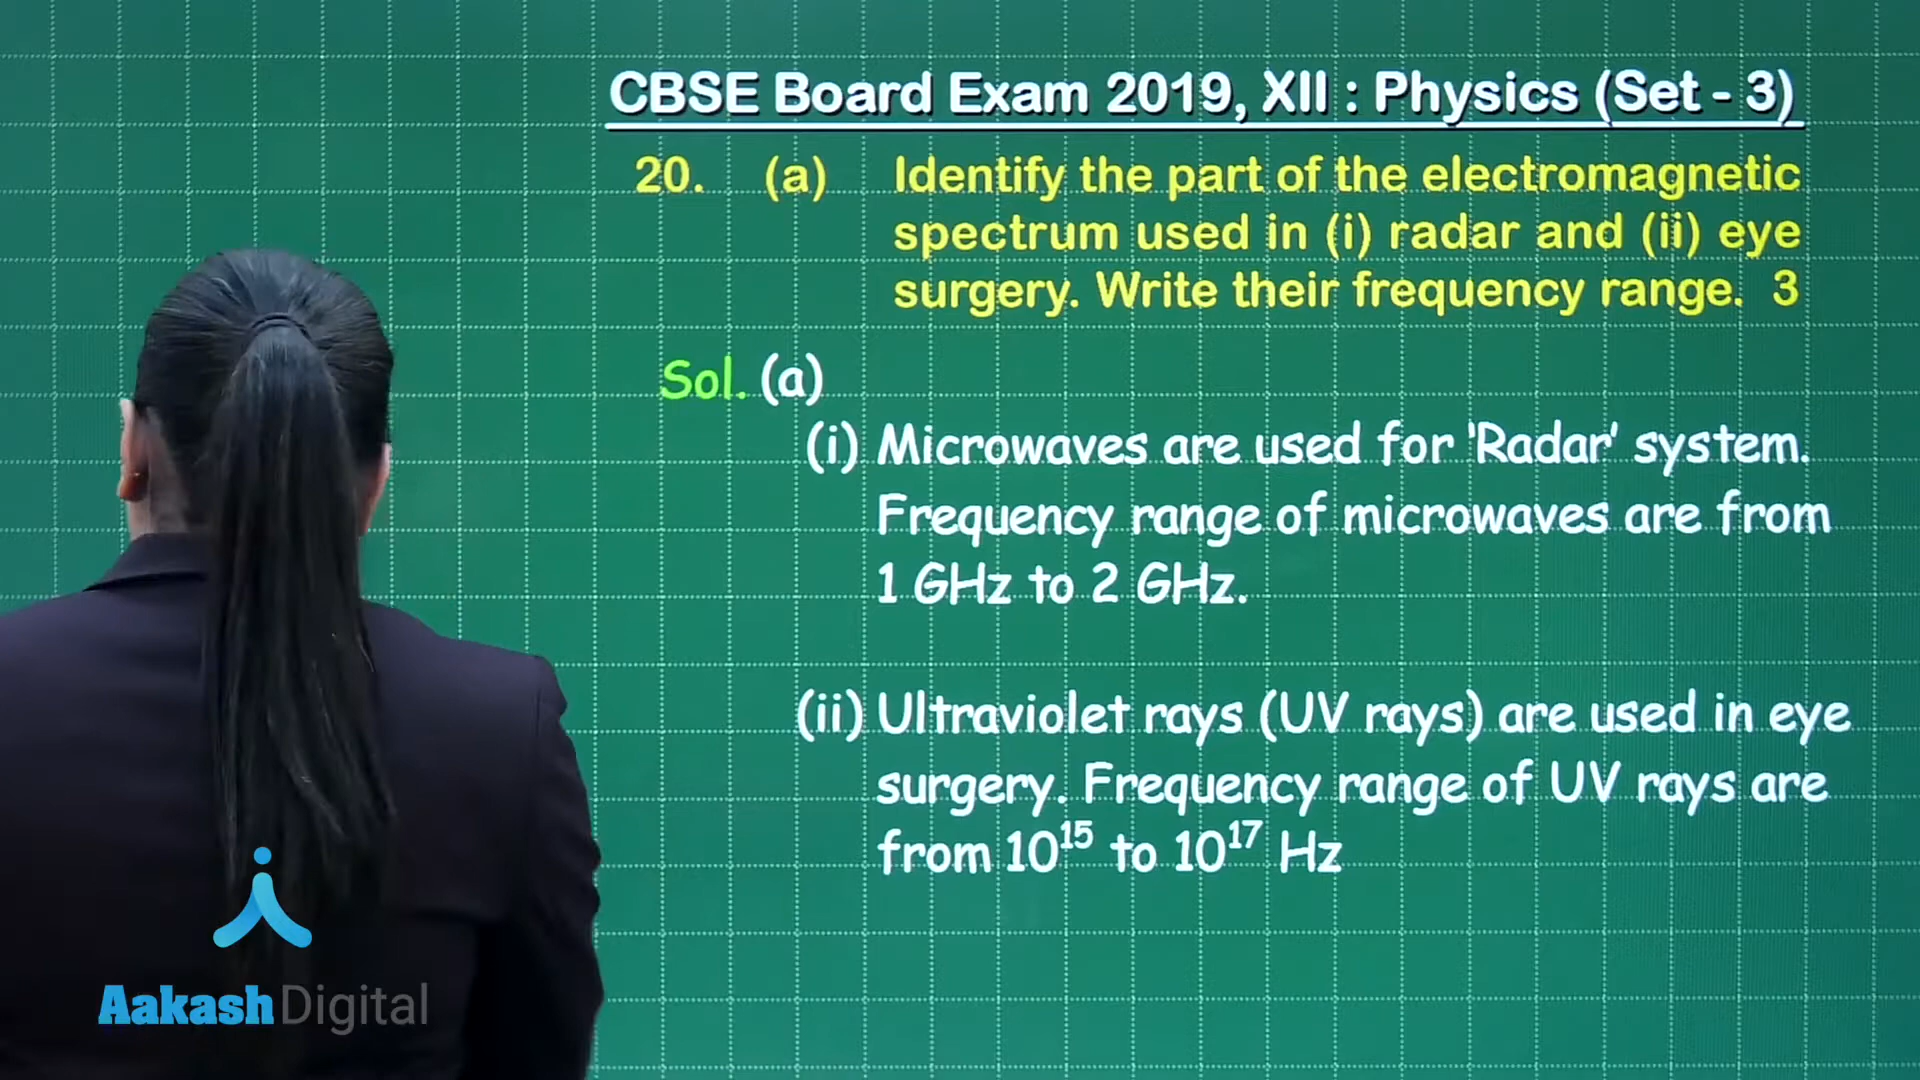 CBSE Board Exam 2019, XII : Physics (Set - 3)
20. (a) Identify the part of the electromagnetic
spectrum used in (i) radar and (ii) eye
surgery. Write their frequency range. 3
Sol. (a)
(i) Microwaves are used for 'Radar' system.
Frequency range of microwaves are from
1 GHz to 2 GHz.
(ii) Ultraviolet rays (UV rays) are used in eye
surgery. Frequency range of UV rays are
from 10¹⁵ to 10¹⁷ Hz
Aakash Digital